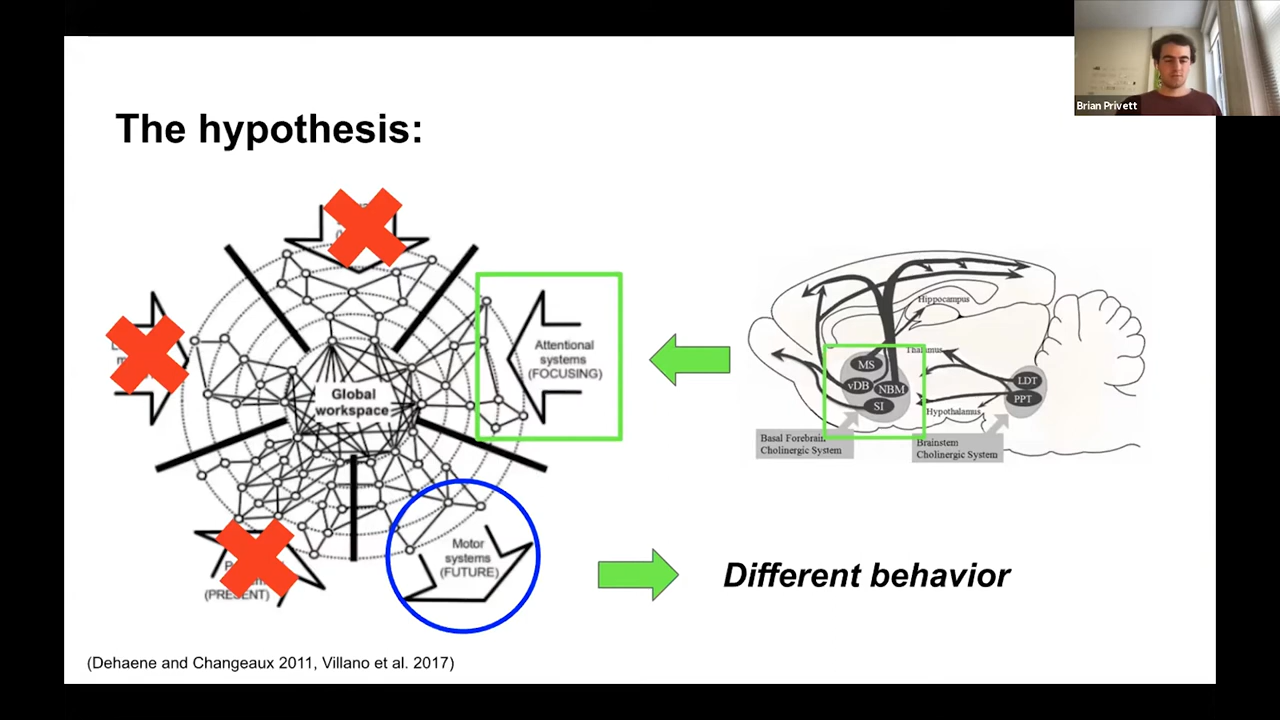 Brian Privett
The hypothesis:
Global
workspace
Attentional
systems
(FOCUSING)
Motor
systems
(FUTURE)
(PRESENT)
Hippocampus
Thalamus
Hypothalamus
MS
vDB
NBM
SI
LDT
PPT
Basal Forebrain
Cholinergic System
Brainstem
Cholinergic System
Different behavior
(Dehaene and Changeaux 2011, Villano et al. 2017)